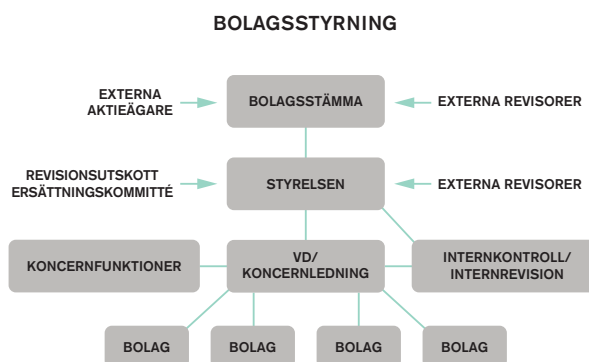 BOLAGSSTYRNING
EXTERNA
AKTIEÄGARE
BOLAGSSTÄMMA
EXTERNA REVISORER
REVISIONSUTSKOTT
ERSÄTTNINGSKOMMITTÉ
STYRELSEN
EXTERNA REVISORER
KONCERNFUNKTIONER
VD/
KONCERNLEDNING
INTERNKONTROLL/
INTERNREVISION
BOLAG
BOLAG
BOLAG
BOLAG